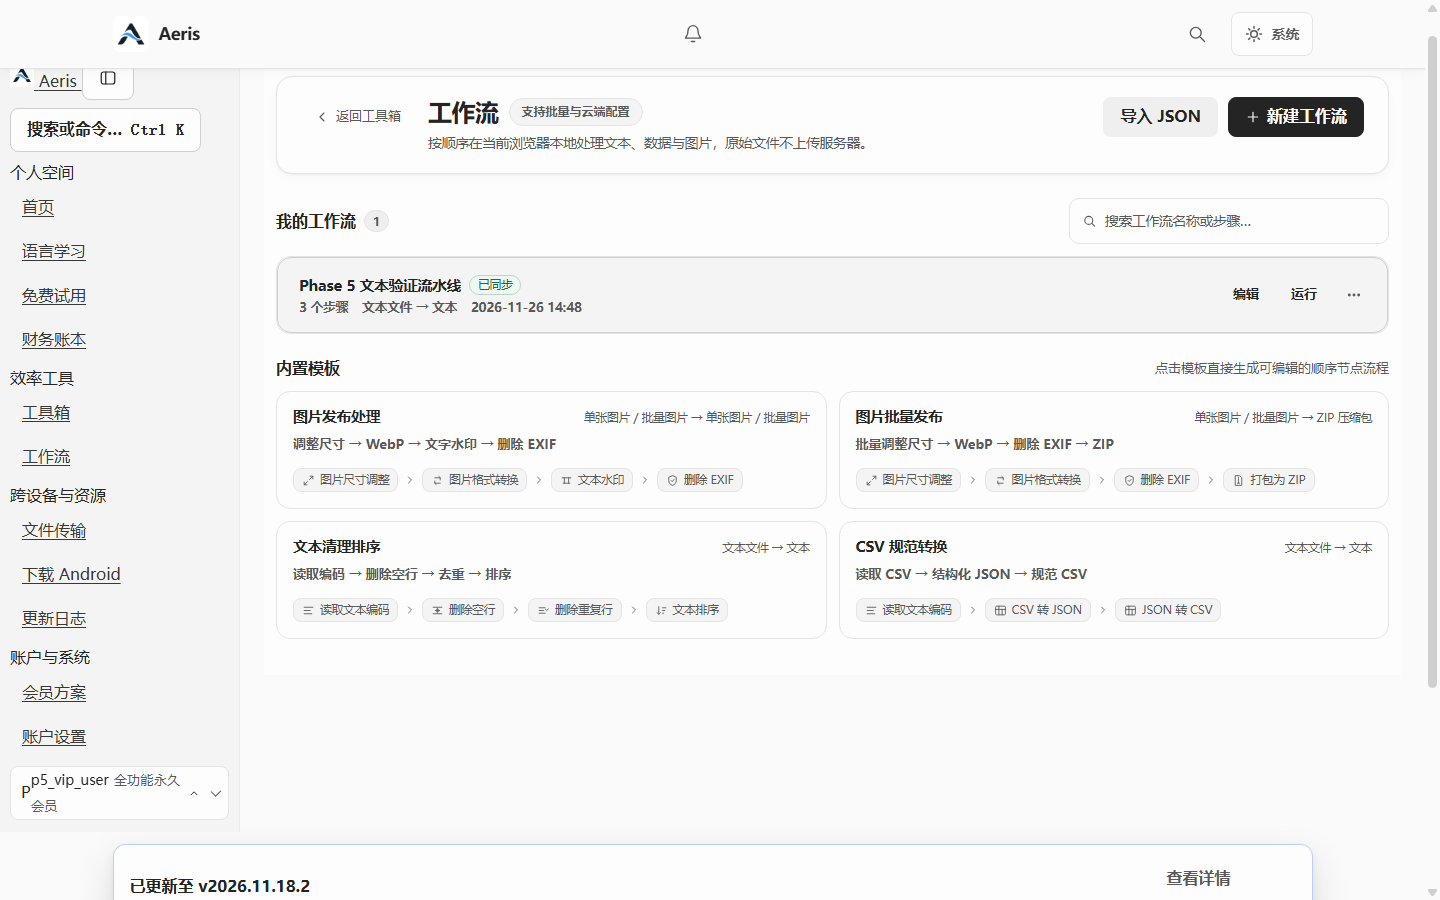 Aeris
系统
Aeris
搜索或命令... Ctrl K
个人空间
首页
语言学习
免费试用
财务账本
效率工具
工具箱
工作流
跨设备与资源
文件传输
下载 Android
更新日志
账户与系统
会员方案
账户设置
P
p5_vip_user 全功能永久
会员
返回工具箱
工作流
支持批量与云端配置
按顺序在当前浏览器本地处理文本、数据与图片，原始文件不上传服务器。
导入 JSON
+ 新建工作流
我的工作流 1
搜索工作流名称或步骤...
Phase 5 文本验证流水线 已同步
3 个步骤 文本文件 → 文本 2026-11-26 14:48
编辑
运行
···
内置模板
点击模板直接生成可编辑的顺序节点流程
图片发布处理
单张图片 / 批量图片 → 单张图片 / 批量图片
调整尺寸 → WebP → 文字水印 → 删除 EXIF
图片尺寸调整 › 图片格式转换 › 文本水印 › 删除 EXIF
图片批量发布
单张图片 / 批量图片 → ZIP 压缩包
批量调整尺寸 → WebP → 删除 EXIF → ZIP
图片尺寸调整 › 图片格式转换 › 删除 EXIF › 打包为 ZIP
文本清理排序
文本文件 → 文本
读取编码 → 删除空行 → 去重 → 排序
读取文本编码 › 删除空行 › 删除重复行 › 文本排序
CSV 规范转换
文本文件 → 文本
读取 CSV → 结构化 JSON → 规范 CSV
读取文本编码 › CSV 转 JSON › JSON 转 CSV
已更新至 v2026.11.18.2
查看详情